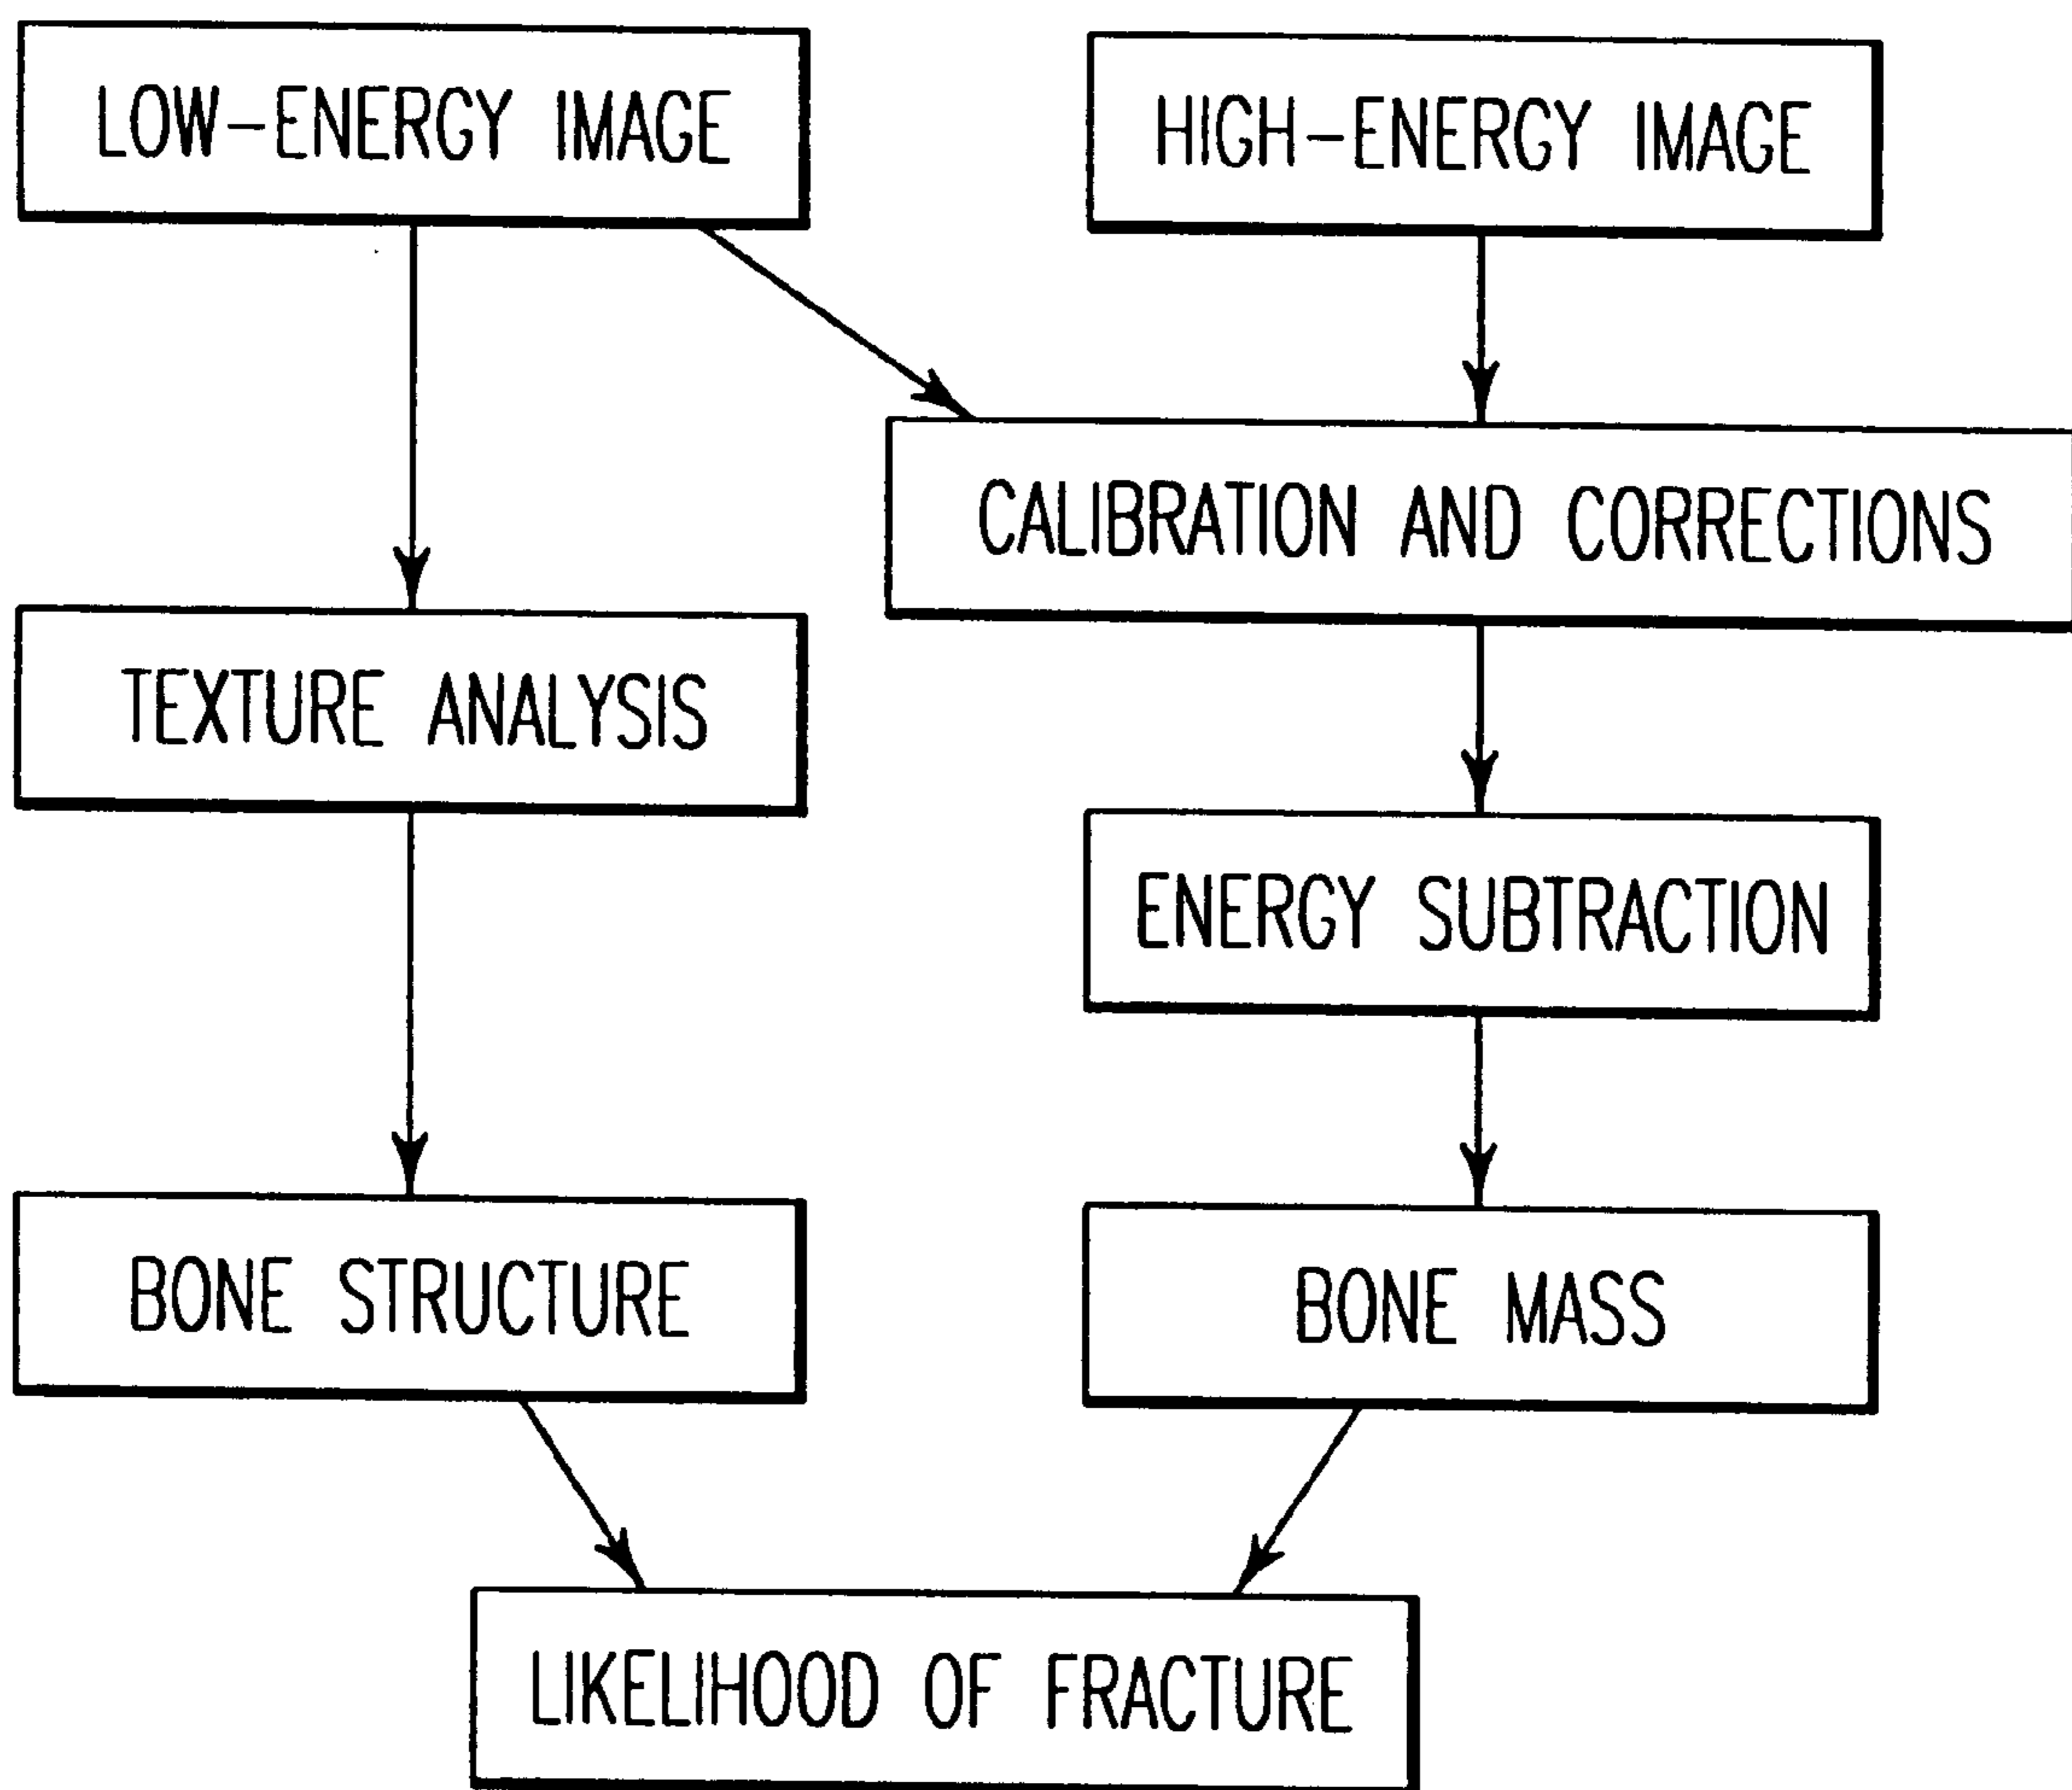 LOW-ENERGY IMAGE
HIGH-ENERGY IMAGE
CALIBRATION AND CORRECTIONS
TEXTURE ANALYSIS
ENERGY SUBTRACTION
BONE STRUCTURE
BONE MASS
LIKELIHOOD OF FRACTURE